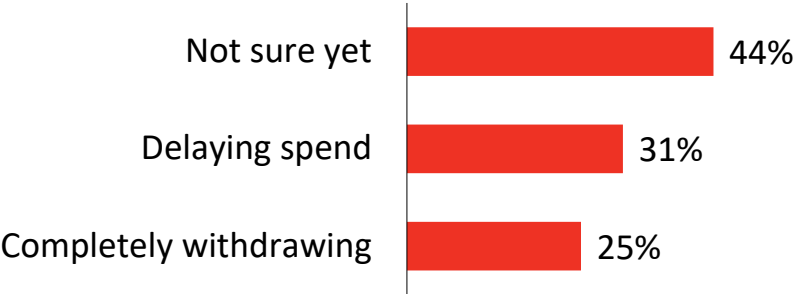 Not sure yet 44%
Delaying spend 31%
Completely withdrawing 25%